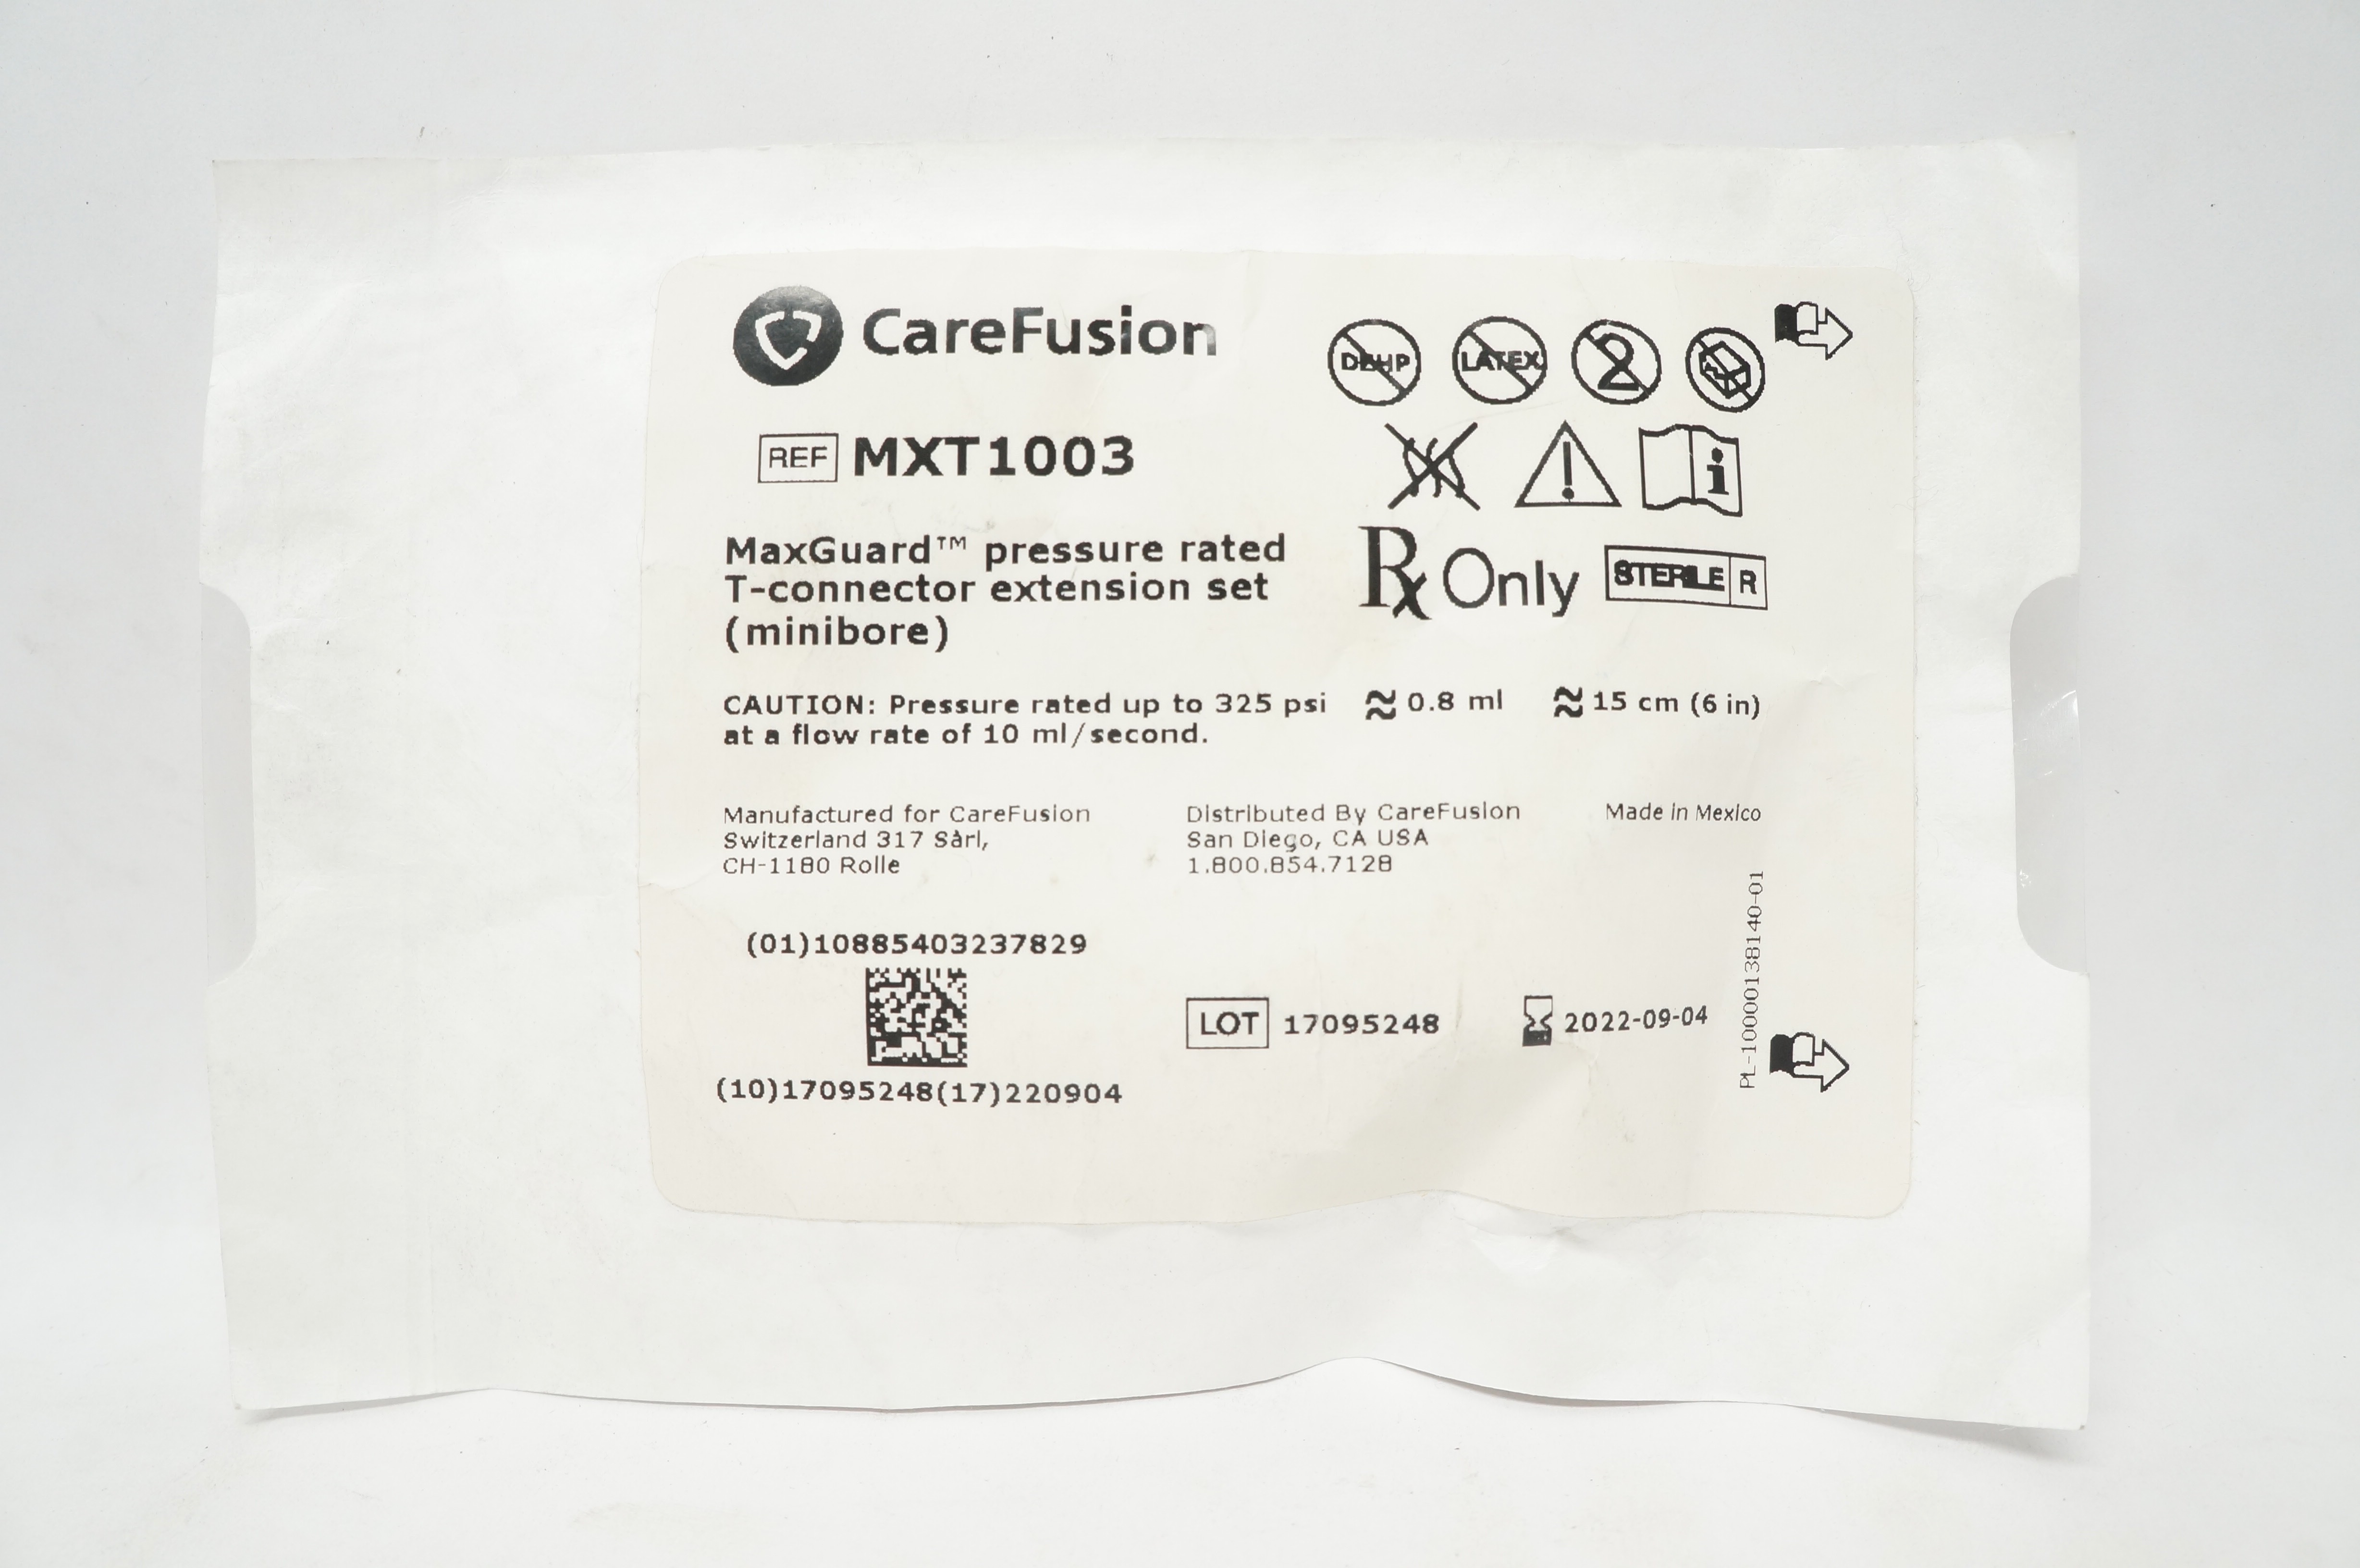 CareFusion
DEHP
LATEX
2
REF MXT1003
MaxGuard™ pressure rated
T-connector extension set
(minibore)
Rx Only
STERILE R
CAUTION: Pressure rated up to 325 psi
at a flow rate of 10 ml/second.
≈ 0.8 ml
≈ 15 cm (6 in)
Manufactured for CareFusion
Switzerland 317 Sàrl,
CH-1180 Rolle
Distributed By CareFusion
San Diego, CA USA
1.800.854.7128
Made in Mexico
(01)10885403237829
(10)17095248(17)220904
LOT 17095248
2022-09-04
PL-10000138140-01